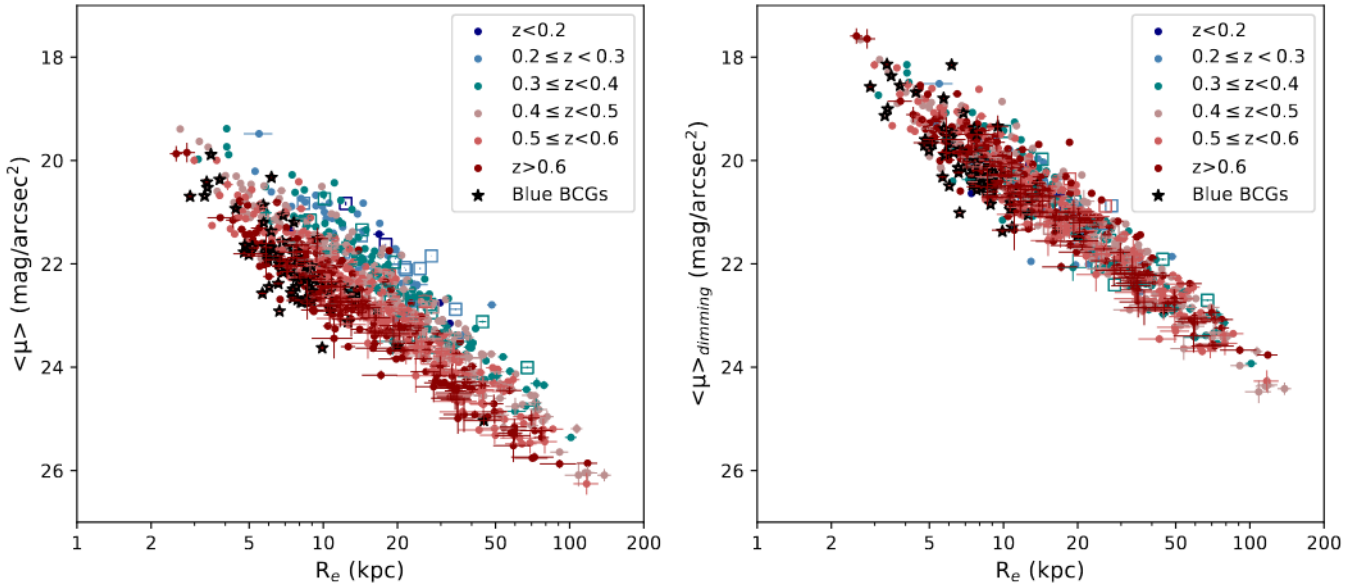 18
20
22
24
26
<μ> (mag/arcsec²)
1
2
5
10
20
50
100
200
Rₑ (kpc)
z<0.2
0.2 ≤ z < 0.3
0.3 ≤ z<0.4
0.4 ≤ z<0.5
0.5 ≤ z<0.6
z>0.6
Blue BCGs
18
20
22
24
26
<μ>dimming (mag/arcsec²)
1
2
5
10
20
50
100
200
Rₑ (kpc)
z<0.2
0.2 ≤ z < 0.3
0.3 ≤ z<0.4
0.4 ≤ z<0.5
0.5 ≤ z<0.6
z>0.6
Blue BCGs